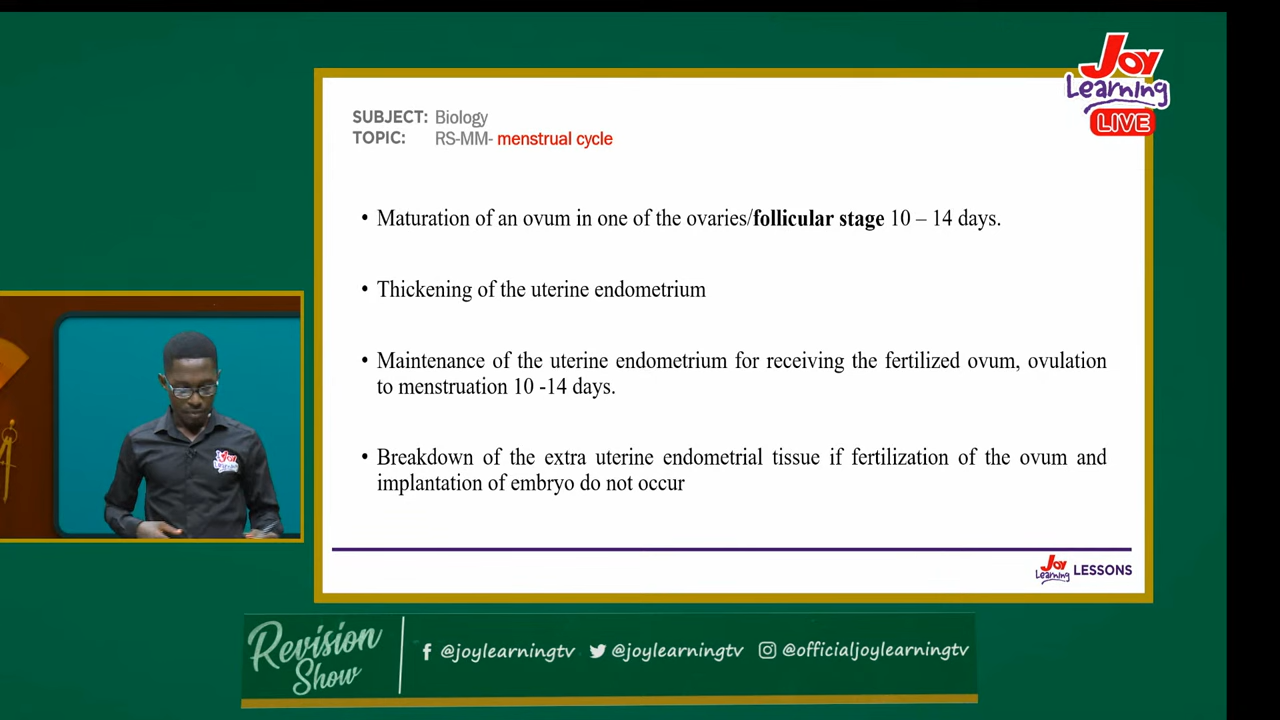 Joy
Learning
LIVE
SUBJECT: Biology
TOPIC: RS-MM- menstrual cycle
• Maturation of an ovum in one of the ovaries/follicular stage 10 – 14 days.
• Thickening of the uterine endometrium
• Maintenance of the uterine endometrium for receiving the fertilized ovum, ovulation
to menstruation 10 -14 days.
• Breakdown of the extra uterine endometrial tissue if fertilization of the ovum and
implantation of embryo do not occur
Joy
Learning
Joy
Learning LESSONS
Revision
Show
@joylearningtv @joylearningtv @officialjoylearningtv